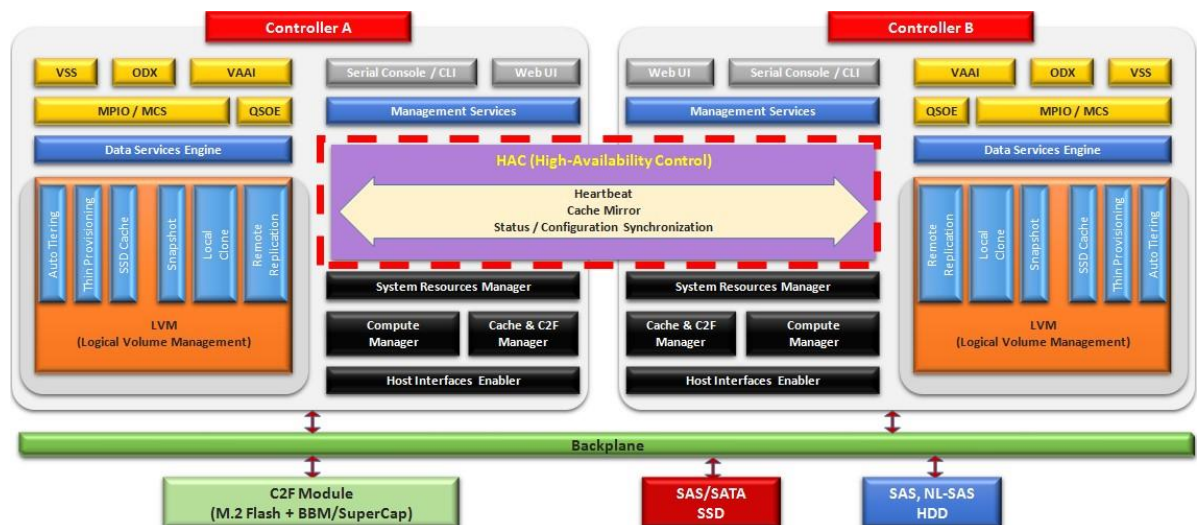 Controller A
Controller B
VSS
ODX
VAAI
Serial Console / CLI
Web UI
Web UI
Serial Console / CLI
VAAI
ODX
VSS
MPIO / MCS
QSOE
Management Services
Management Services
QSOE
MPIO / MCS
Data Services Engine
HAC (High-Availability Control)
Data Services Engine
Heartbeat
Cache Mirror
Status / Configuration Synchronization
Auto Tiering
Thin Provisioning
SSD Cache
Snapshot
Local
Clone
Remote
Replication
Remote
Replication
Local
Clone
Snapshot
SSD Cache
Thin Provisioning
Auto Tiering
System Resources Manager
System Resources Manager
LVM
(Logical Volume Management)
Compute
Manager
Cache & C2F
Manager
Cache & C2F
Manager
Compute
Manager
LVM
(Logical Volume Management)
Host Interfaces Enabler
Host Interfaces Enabler
Backplane
C2F Module
(M.2 Flash + BBM/SuperCap)
SAS/SATA
SSD
SAS, NL-SAS
HDD